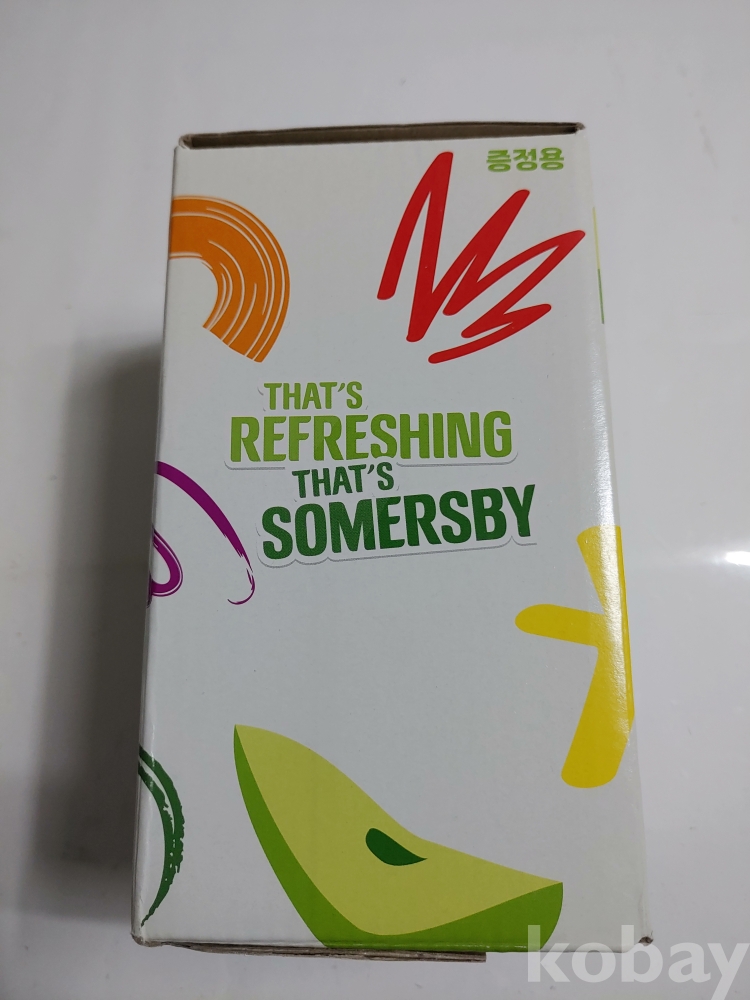 증정용
THAT'S
REFRESHING
THAT'S
SOMERSBY
kobay